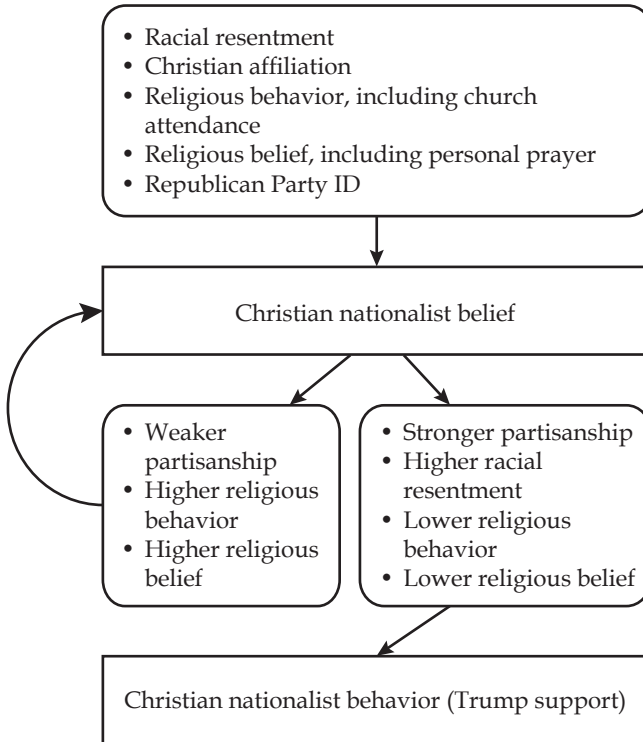 • Racial resentment
• Christian affiliation
• Religious behavior, including church
attendance
• Religious belief, including personal prayer
• Republican Party ID
Christian nationalist belief
• Weaker
partisanship
• Higher religious
behavior
• Higher religious
belief
• Stronger partisanship
• Higher racial
resentment
• Lower religious
behavior
• Lower religious belief
Christian nationalist behavior (Trump support)